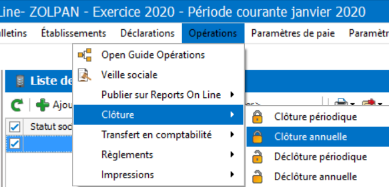 Line- ZOLPAN - Exercice 2020 - Période courante janvier 2020
lletins Établissements Déclarations Opérations Paramètres de paie Paramètr
Open Guide Opérations
Veille sociale
Liste de
Publier sur Reports On Line
Ajou
Clôture
Clôture périodique
Statut soc
Transfert en comptabilité
Clôture annuelle
Règlements
Déclôture périodique
Impressions
Déclôture annuelle